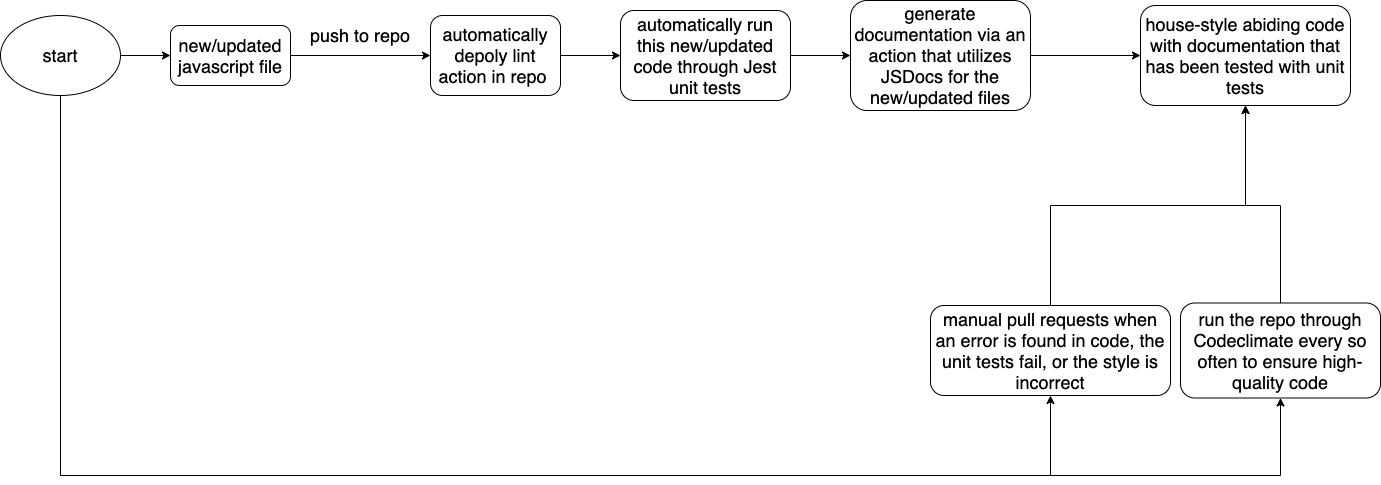 start
new/updated
javascript file
push to repo
automatically
depoly lint
action in repo
automatically run
this new/updated
code through Jest
unit tests
generate
documentation via an
action that utilizes
JSDocs for the
new/updated files
house-style abiding code
with documentation that
has been tested with unit
tests
manual pull requests when
an error is found in code, the
unit tests fail, or the style is
incorrect
run the repo through
Codeclimate every so
often to ensure high-
quality code